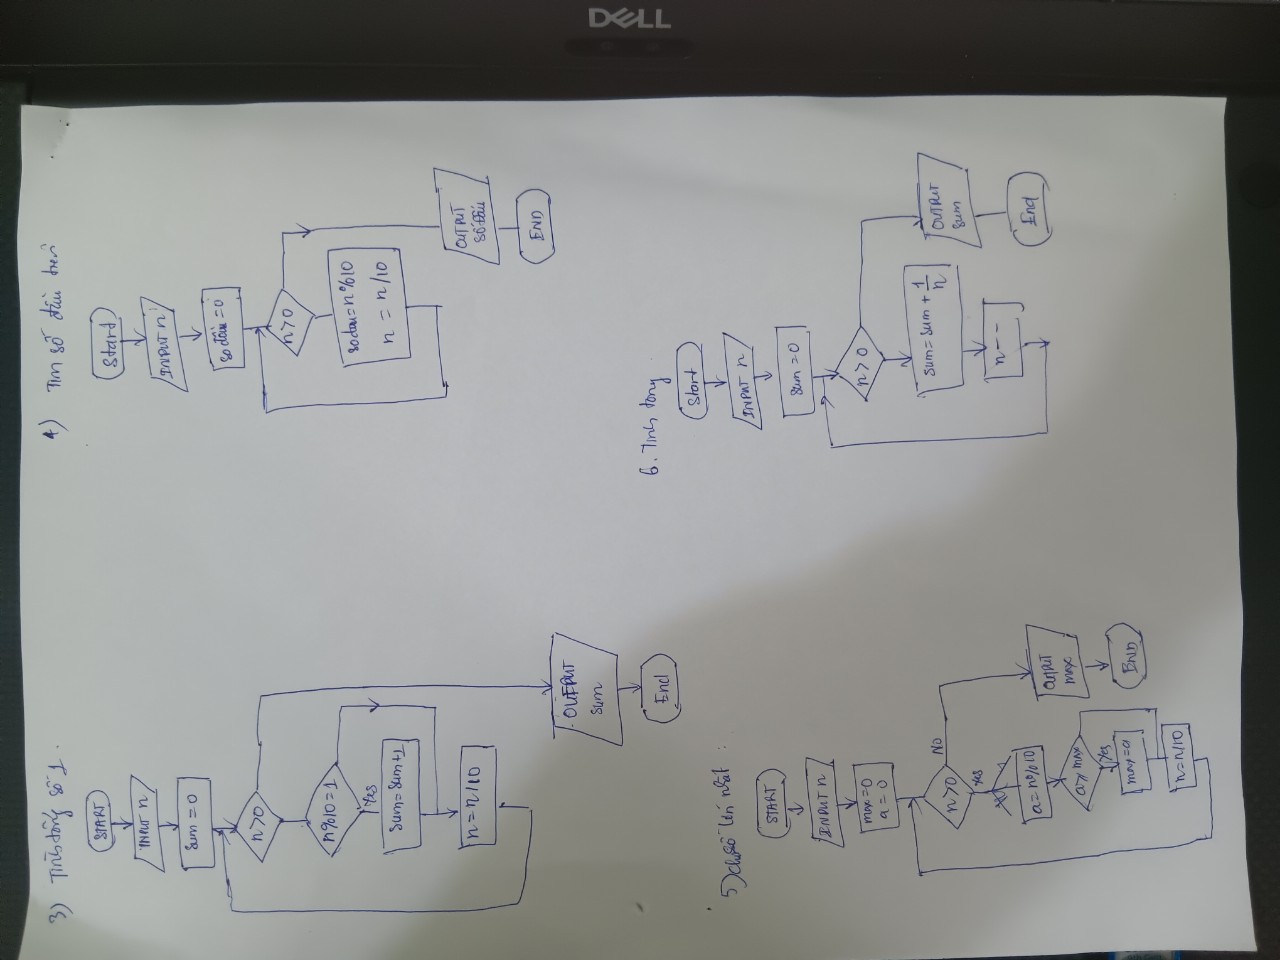 DELL
3) Tính tổng số 1.
START
INPUT n
sum = 0
n>0
n%10=1
Yes
sum=sum+1
n = n/10
OUTPUT
sum
End
4) Tìm số đầu tiên
Start
INPUT n
số đầu = 0
n>0
sodau=n%10
n = n/10
OUTPUT
số đầu
END
5) chữ số lớn nhất
START
INPUT n
max=0
a = 0
n>0
No
Yes
a=n%10
a>max
Yes
max=a
n=n/10
OUTPUT
max
END
6. Tính tổng
Start
INPUT n
sum = 0
n>0
sum = sum + 1/n
n--
OUTPUT
sum
End